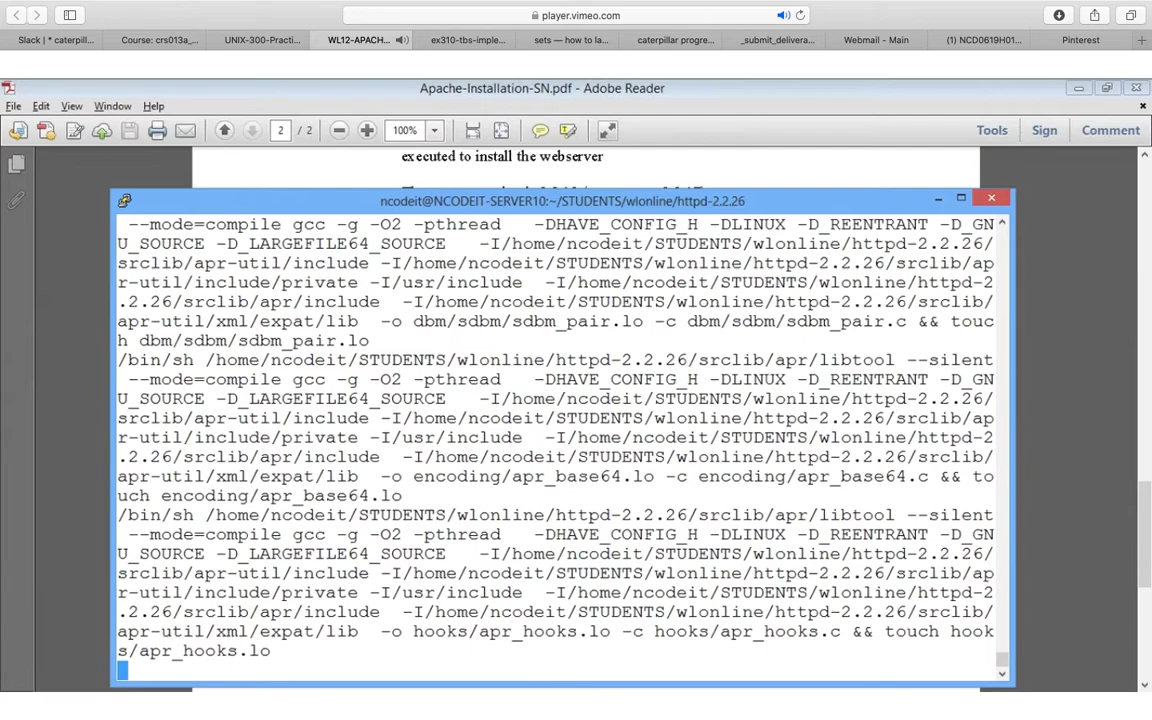 player.vimeo.com
Slack | * caterpill...
Course: crs013a_...
UNIX-300-Practi...
WL12-APACH...
ex310-tbs-imple...
sets — how to la...
caterpillar progre...
_submit_delivera...
Webmail - Main
(1) NCD0619H01...
Pinterest
Apache-Installation-SN.pdf - Adobe Reader
File Edit View Window Help
2 / 2 100% Tools Sign Comment
executed to install the webserver
ncodeit@NCODEIT-SERVER10:~/STUDENTS/wlonline/httpd-2.2.26
--mode=compile gcc -g -O2 -pthread -DHAVE_CONFIG_H -DLINUX -D_REENTRANT -D_GN
U_SOURCE -D_LARGEFILE64_SOURCE -I/home/ncodeit/STUDENTS/wlonline/httpd-2.2.26/
srclib/apr-util/include -I/home/ncodeit/STUDENTS/wlonline/httpd-2.2.26/srclib/ap
r-util/include/private -I/usr/include -I/home/ncodeit/STUDENTS/wlonline/httpd-2
.2.26/srclib/apr/include -I/home/ncodeit/STUDENTS/wlonline/httpd-2.2.26/srclib/
apr-util/xml/expat/lib -o dbm/sdbm/sdbm_pair.lo -c dbm/sdbm/sdbm_pair.c && touc
h dbm/sdbm/sdbm_pair.lo
/bin/sh /home/ncodeit/STUDENTS/wlonline/httpd-2.2.26/srclib/apr/libtool --silent
--mode=compile gcc -g -O2 -pthread -DHAVE_CONFIG_H -DLINUX -D_REENTRANT -D_GN
U_SOURCE -D_LARGEFILE64_SOURCE -I/home/ncodeit/STUDENTS/wlonline/httpd-2.2.26/
srclib/apr-util/include -I/home/ncodeit/STUDENTS/wlonline/httpd-2.2.26/srclib/ap
r-util/include/private -I/usr/include -I/home/ncodeit/STUDENTS/wlonline/httpd-2
.2.26/srclib/apr/include -I/home/ncodeit/STUDENTS/wlonline/httpd-2.2.26/srclib/
apr-util/xml/expat/lib -o encoding/apr_base64.lo -c encoding/apr_base64.c && to
uch encoding/apr_base64.lo
/bin/sh /home/ncodeit/STUDENTS/wlonline/httpd-2.2.26/srclib/apr/libtool --silent
--mode=compile gcc -g -O2 -pthread -DHAVE_CONFIG_H -DLINUX -D_REENTRANT -D_GN
U_SOURCE -D_LARGEFILE64_SOURCE -I/home/ncodeit/STUDENTS/wlonline/httpd-2.2.26/
srclib/apr-util/include -I/home/ncodeit/STUDENTS/wlonline/httpd-2.2.26/srclib/ap
r-util/include/private -I/usr/include -I/home/ncodeit/STUDENTS/wlonline/httpd-2
.2.26/srclib/apr/include -I/home/ncodeit/STUDENTS/wlonline/httpd-2.2.26/srclib/
apr-util/xml/expat/lib -o hooks/apr_hooks.lo -c hooks/apr_hooks.c && touch hook
s/apr_hooks.lo